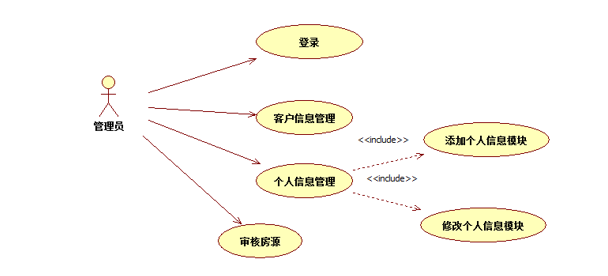 登录
管理员
客户信息管理
<<include>>
添加个人信息模块
个人信息管理
<<include>>
修改个人信息模块
审核房源